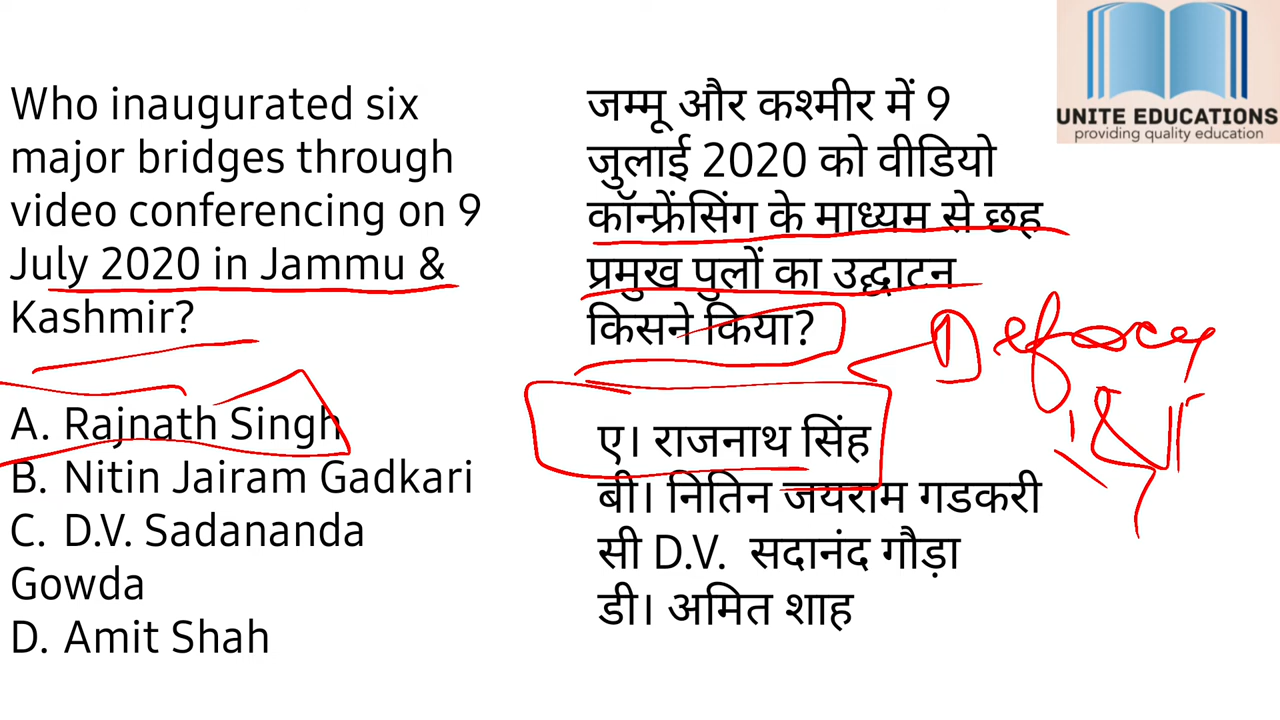 Who inaugurated six
major bridges through
video conferencing on 9
July 2020 in Jammu &
Kashmir?
A. Rajnath Singh
B. Nitin Jairam Gadkari
C. D.V. Sadananda
Gowda
D. Amit Shah
जम्मू और कश्मीर में 9
जुलाई 2020 को वीडियो
कॉन्फ्रेंसिंग के माध्यम से छह
प्रमुख पुलों का उद्घाटन
किसने किया?
ए। राजनाथ सिंह
बी। नितिन जयराम गडकरी
सी D.V. सदानंद गौड़ा
डी। अमित शाह
UNITE EDUCATIONS
providing quality education